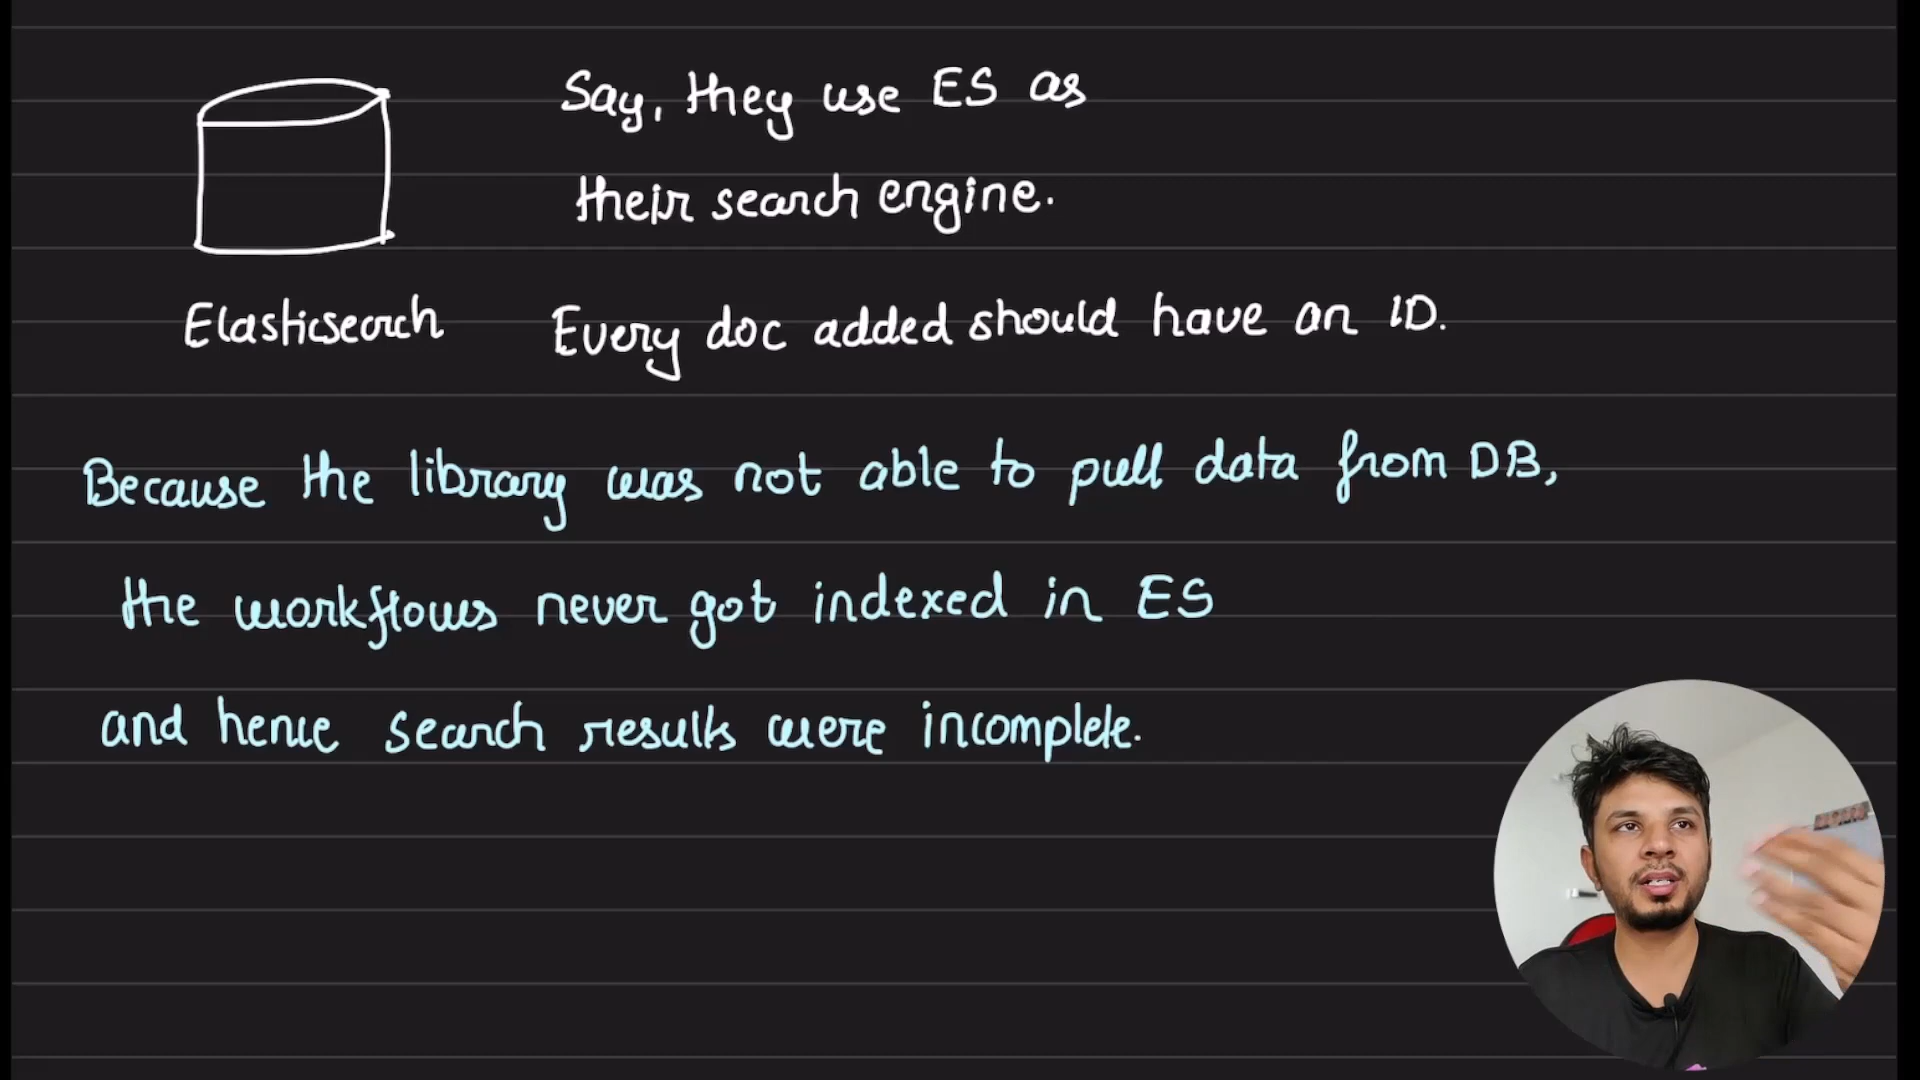 Say, they use ES as
their search engine.
Elasticsearch
Every doc added should have an ID.
Because the library was not able to pull data from DB,
the workflows never got indexed in ES
and hence search results were incomplete.